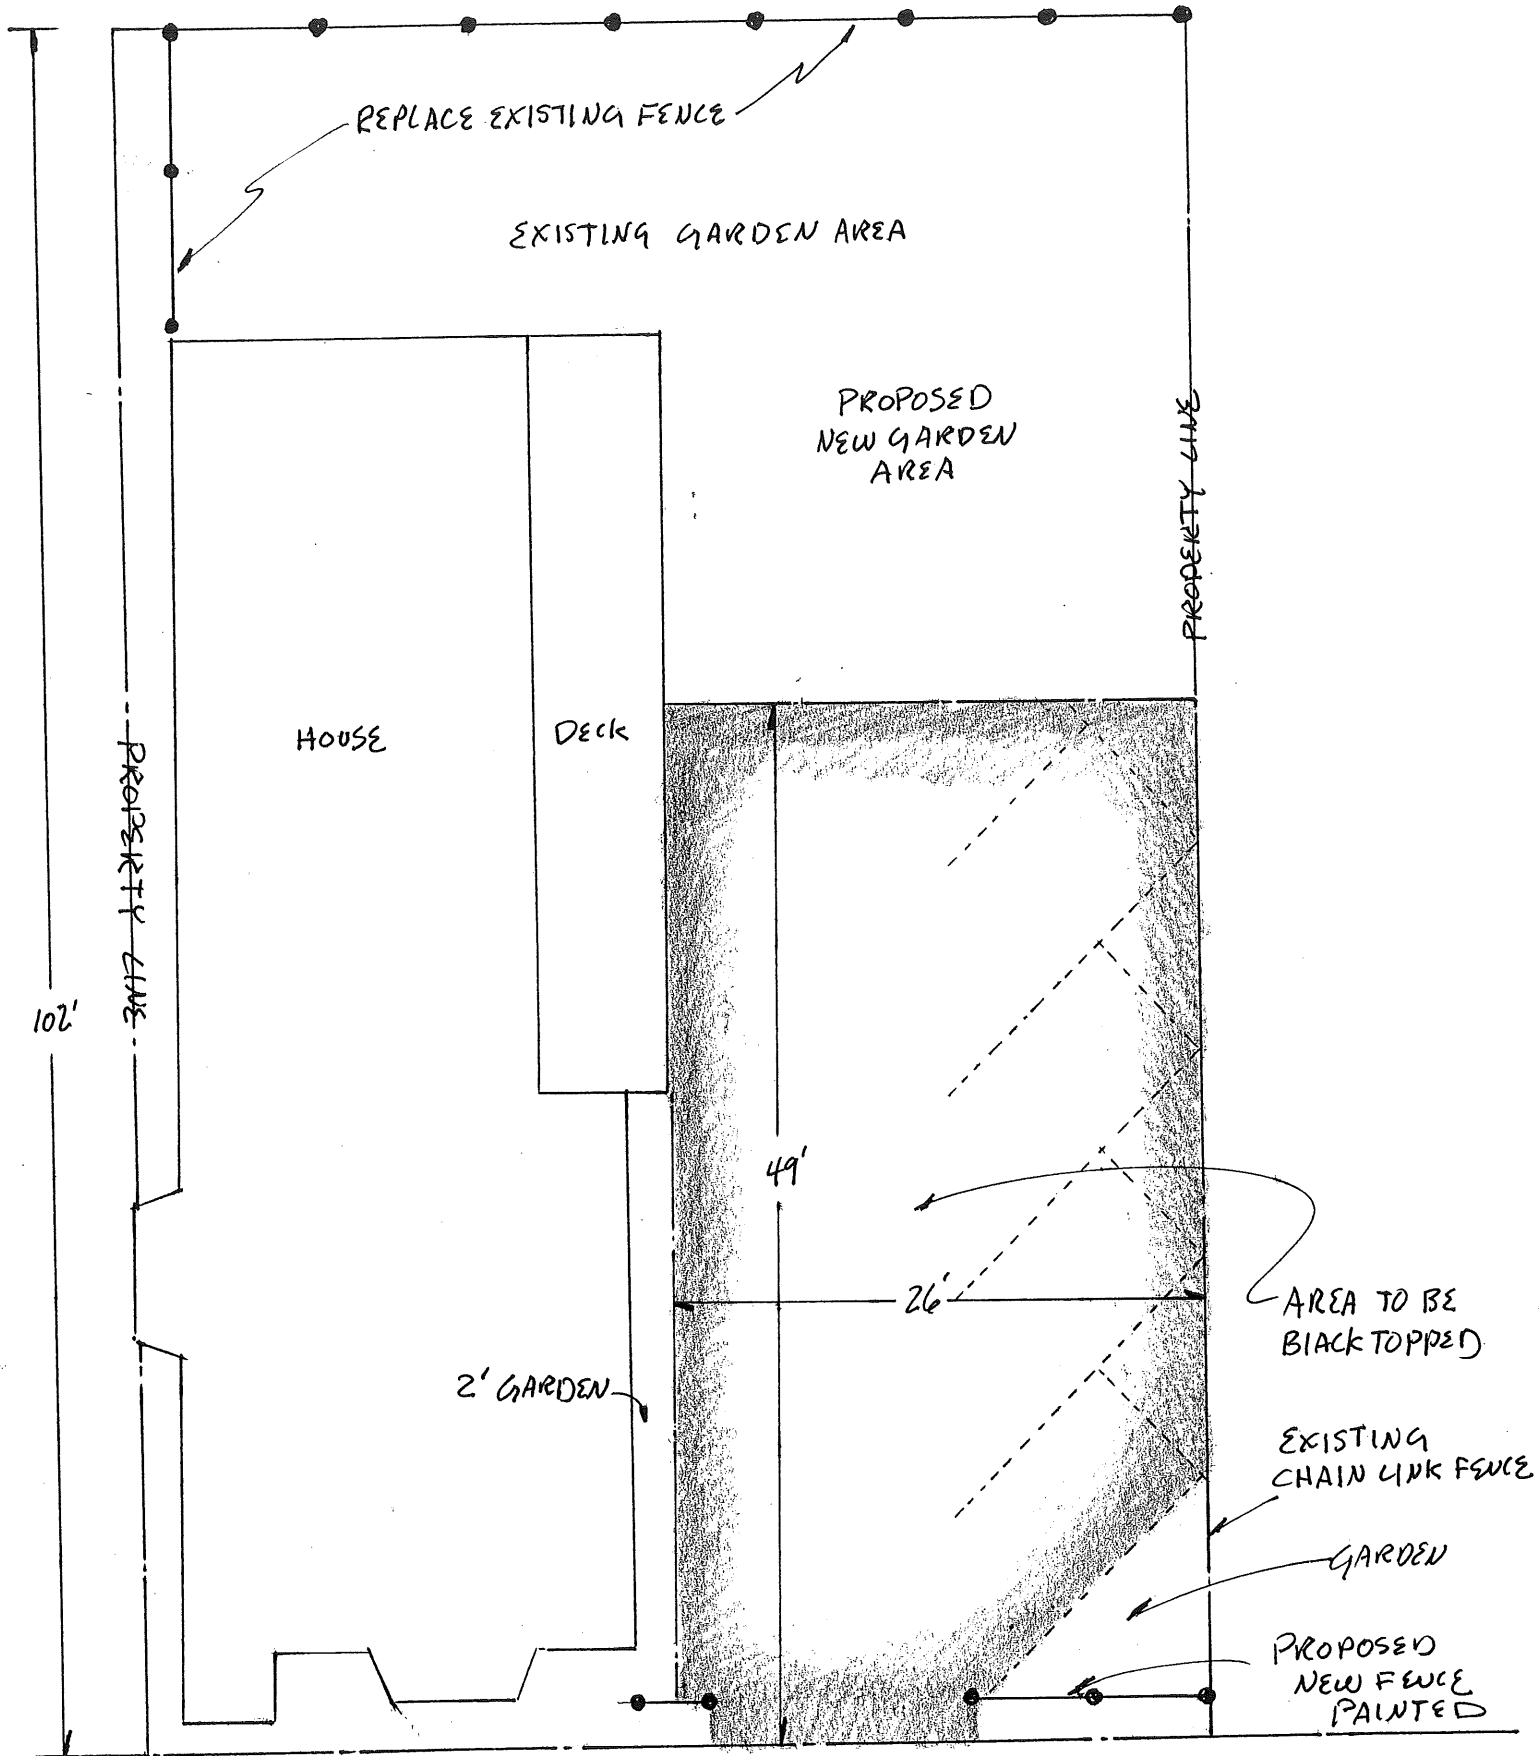 REPLACE EXISTING FENCE
EXISTING GARDEN AREA
PROPOSED
NEW GARDEN
AREA
PROPERTY LINE
HOUSE
DECK
PROPERTY LINE
102'
49'
26'
AREA TO BE
BLACKTOPPED
2' GARDEN
EXISTING
CHAIN LINK FENCE
GARDEN
PROPOSED
NEW FENCE
PAINTED